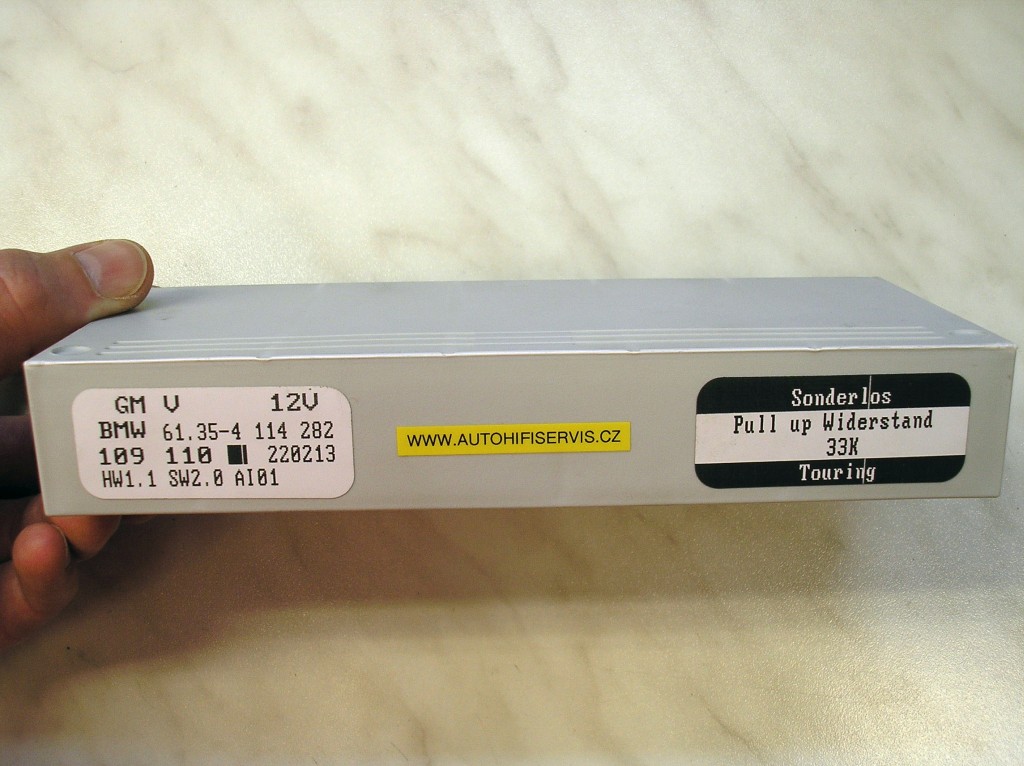 GM V 12V
BMW 61.35-4 114 282
109 110 220213
HW1.1 SW2.0 AI01
WWW.AUTOHIFISERVIS.CZ
Sonderlos
Pull up Widerstand
33K
Touring